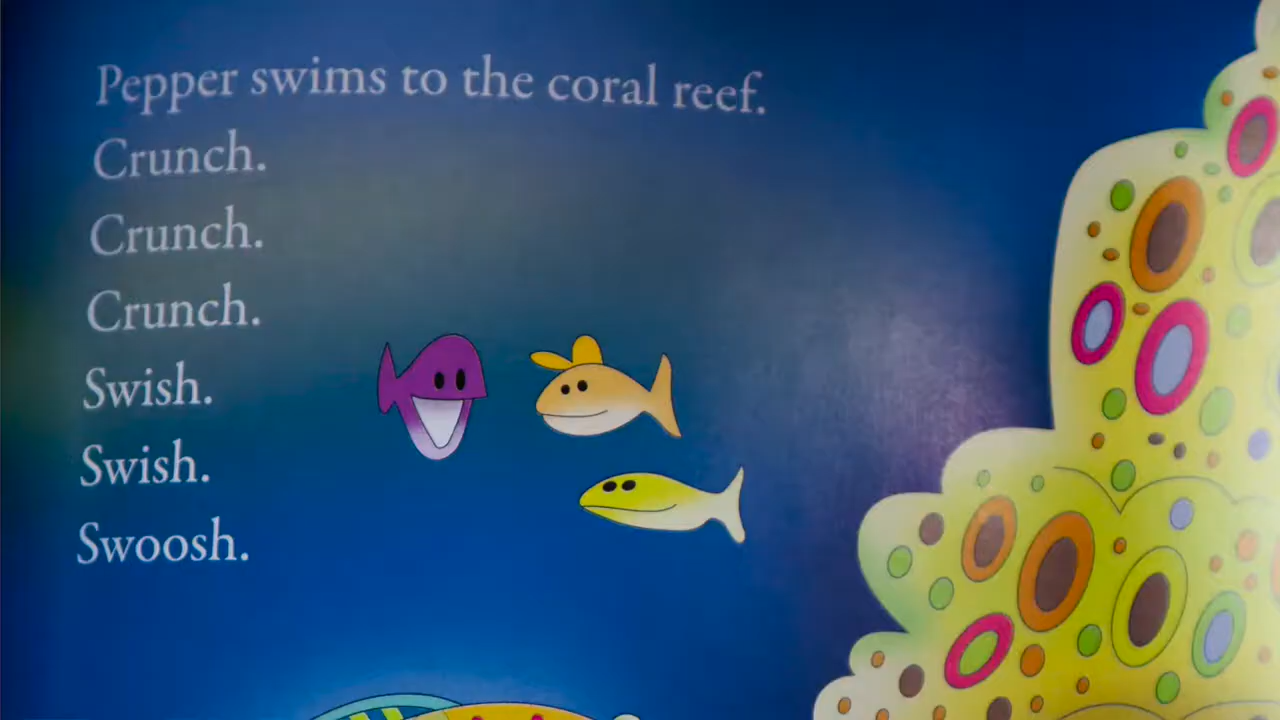 Pepper swims to the coral reef.
Crunch.
Crunch.
Crunch.
Swish.
Swish.
Swoosh.